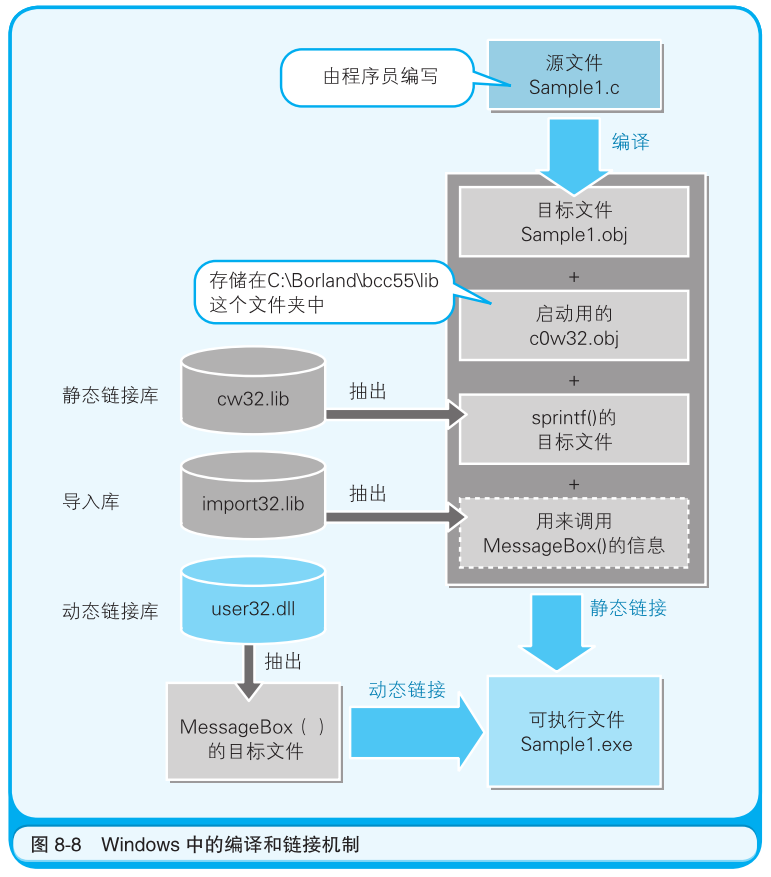 由程序员编写
源文件
Sample1.c
编译
目标文件
Sample1.obj
+
存储在C:\Borland\bcc55\lib
这个文件夹中
启动用的
c0w32.obj
+
静态链接库
cw32.lib
抽出
sprintf()的
目标文件
+
导入库
import32.lib
抽出
用来调用
MessageBox()的信息
动态链接库
user32.dll
静态链接
抽出
MessageBox ( )
的目标文件
动态链接
可执行文件
Sample1.exe
图 8-8 Windows 中的编译和链接机制